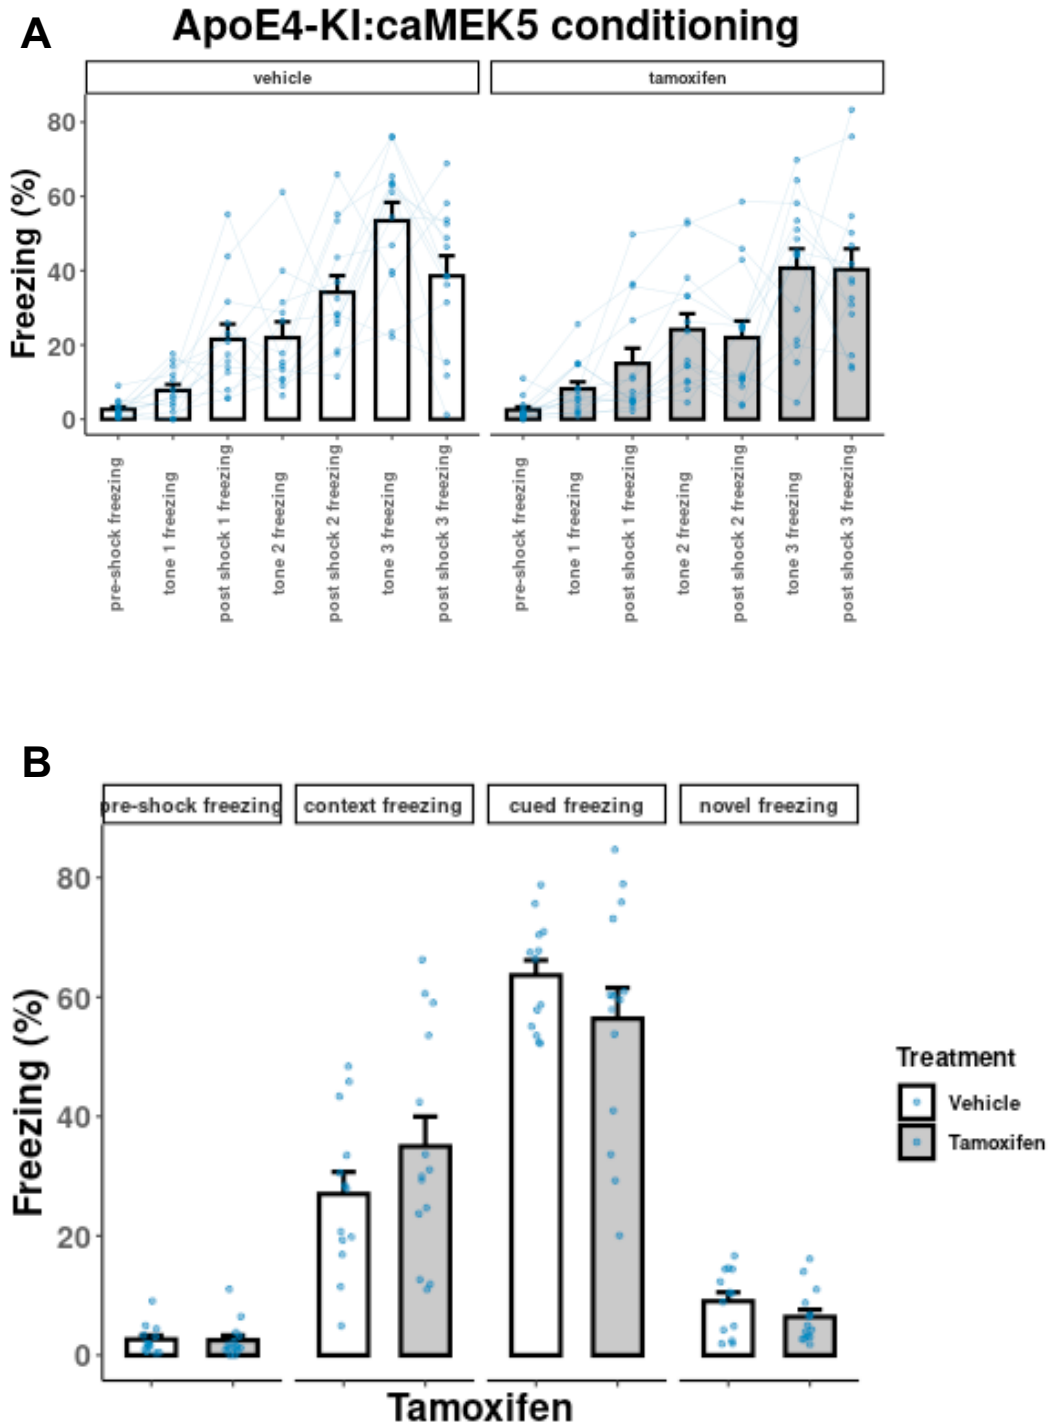 A
ApoE4-KI:caMEK5 conditioning
vehicle
tamoxifen
Freezing (%)
80
60
40
20
0
pre-shock freezing
tone 1 freezing
post shock 1 freezing
tone 2 freezing
post shock 2 freezing
tone 3 freezing
post shock 3 freezing
pre-shock freezing
tone 1 freezing
post shock 1 freezing
tone 2 freezing
post shock 2 freezing
tone 3 freezing
post shock 3 freezing
B
pre-shock freezing
context freezing
cued freezing
novel freezing
Freezing (%)
80
60
40
20
0
Tamoxifen
Treatment
Vehicle
Tamoxifen